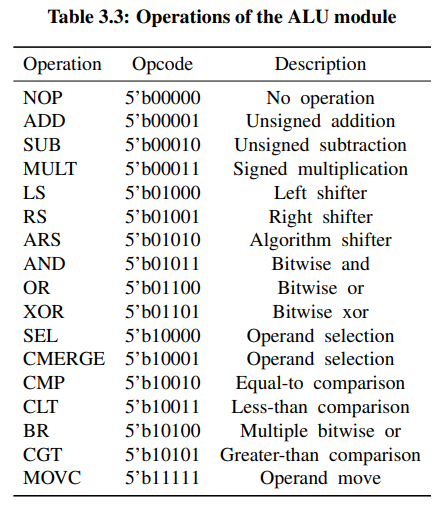 Table 3.3: Operations of the ALU module
Operation Opcode Description
NOP 5’b00000 No operation
ADD 5’b00001 Unsigned addition
SUB 5’b00010 Unsigned subtraction
MULT 5’b00011 Signed multiplication
LS 5’b01000 Left shifter
RS 5’b01001 Right shifter
ARS 5’b01010 Algorithm shifter
AND 5’b01011 Bitwise and
OR 5’b01100 Bitwise or
XOR 5’b01101 Bitwise xor
SEL 5’b10000 Operand selection
CMERGE 5’b10001 Operand selection
CMP 5’b10010 Equal-to comparison
CLT 5’b10011 Less-than comparison
BR 5’b10100 Multiple bitwise or
CGT 5’b10101 Greater-than comparison
MOVC 5’b11111 Operand move